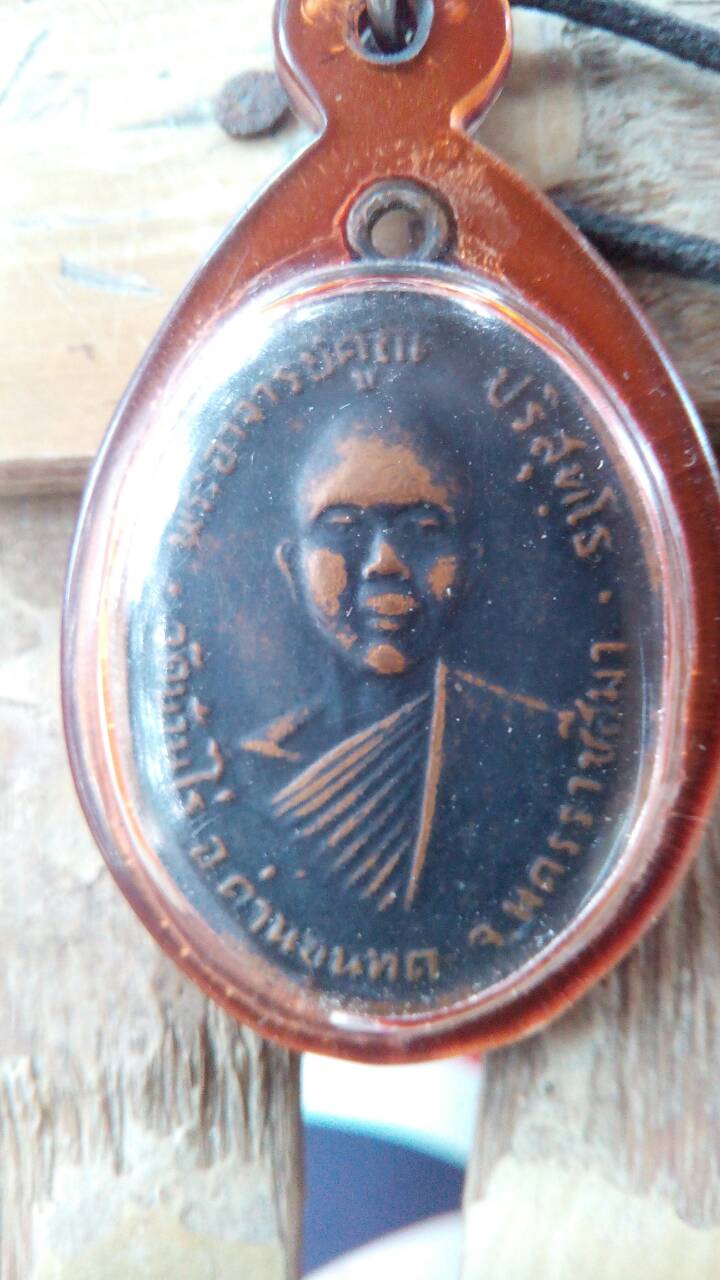 พระอาจารย์คูณ ปริสุทฺโธ
วัดบ้านไร่ อ.ด่านขุนทด จ.นครราชสีมา